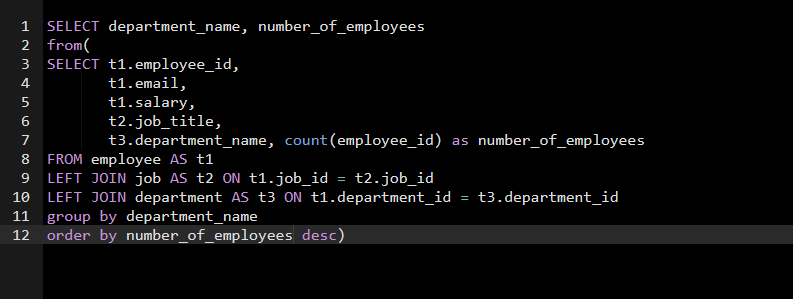 1 SELECT department_name, number_of_employees
2 from(
3 SELECT t1.employee_id,
4 t1.email,
5 t1.salary,
6 t2.job_title,
7 t3.department_name, count(employee_id) as number_of_employees
8 FROM employee AS t1
9 LEFT JOIN job AS t2 ON t1.job_id = t2.job_id
10 LEFT JOIN department AS t3 ON t1.department_id = t3.department_id
11 group by department_name
12 order by number_of_employees desc)